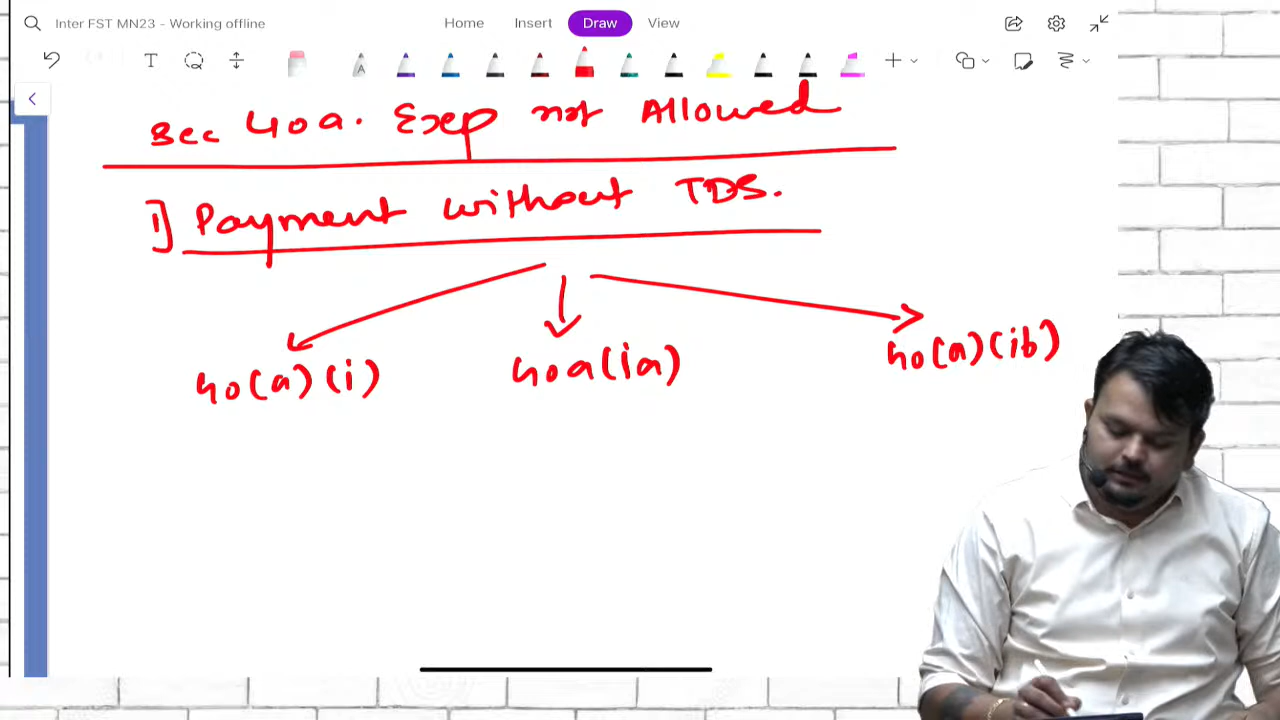 Inter FST MN23 - Working offline
Home Insert Draw View
Sec 40a. Exep not Allowed
1] Payment without TDS.
40(a)(i) 40a(ia) 40(a)(ib)